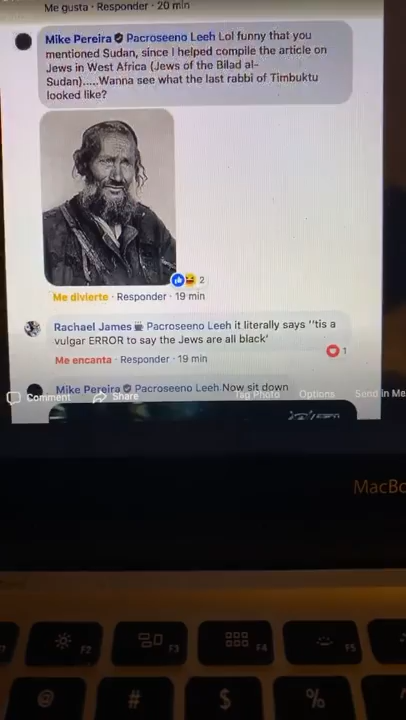 Me gusta · Responder · 20 min
Mike Pereira Pacroseeno Leeh Lol funny that you
mentioned Sudan, since I helped compile the article on
Jews in West Africa (Jews of the Bilad al-
Sudan).....Wanna see what the last rabbi of Timbuktu
looked like?
2
Me divierte · Responder · 19 min
Rachael James Pacroseeno Leeh it literally says ''tis a
vulgar ERROR to say the Jews are all black'
1
Me encanta · Responder · 19 min
Mike Pereira Pacroseeno Leeh Now sit down
Comment Share Tag Photo Options Send in Me
MacBo
F2 F3 F4 F5
@ # $ %